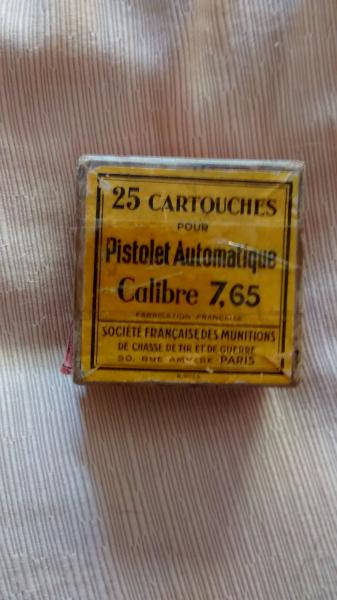 25 CARTOUCHES
POUR
Pistolet Automatique
Calibre 7,65
FABRICATION FRANÇAISE
SOCIÉTÉ FRANÇAISE DES MUNITIONS
DE CHASSE DE TIR ET DE GUERRE
50, RUE AMPÈRE - PARIS